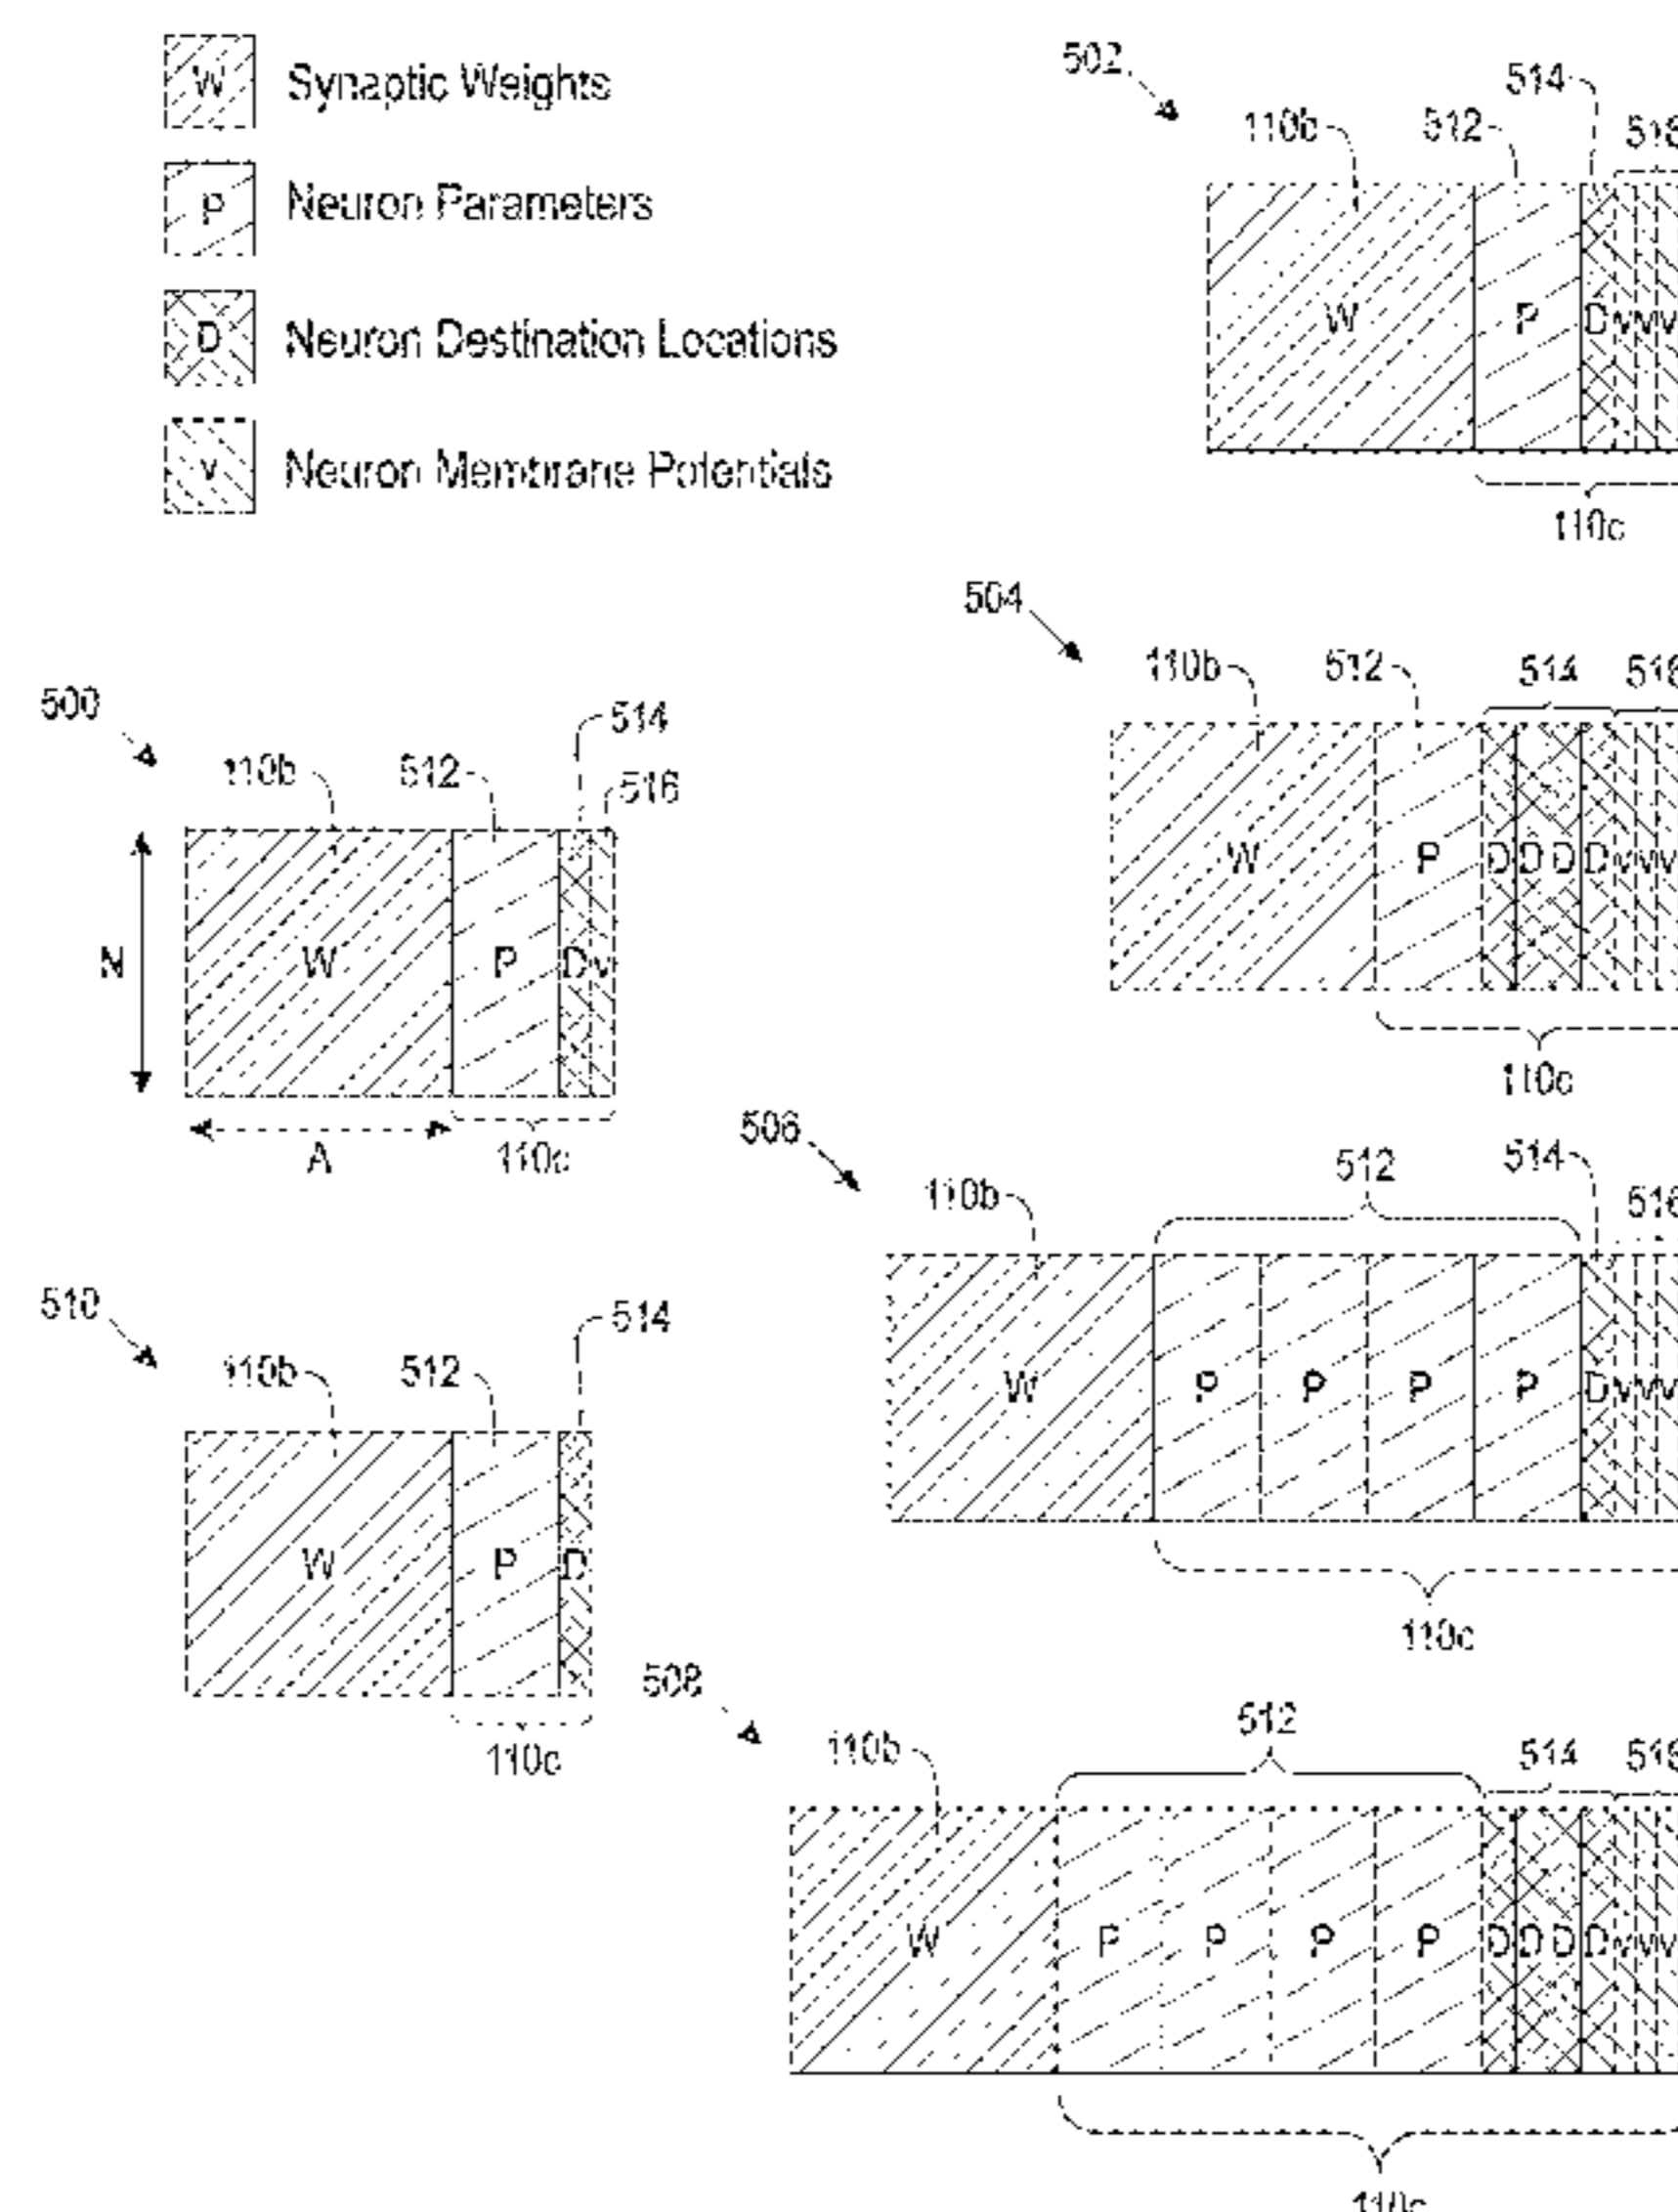 W Synaptic Weights
P Neuron Parameters
D Neuron Destination Locations
v Neuron Membrane Potentials
502
110b 512 514
W P D v v v
110c
504
110b 512 514
W P D D D D v v v
110c
500
110b 512 514
516
N W P D v
A 110c
506
110b 512 514
W P P P P D v v v
110c
510
110b 512 514
W P D
110c
508
110b 512 514
W P P P P D D D D v v v
110c